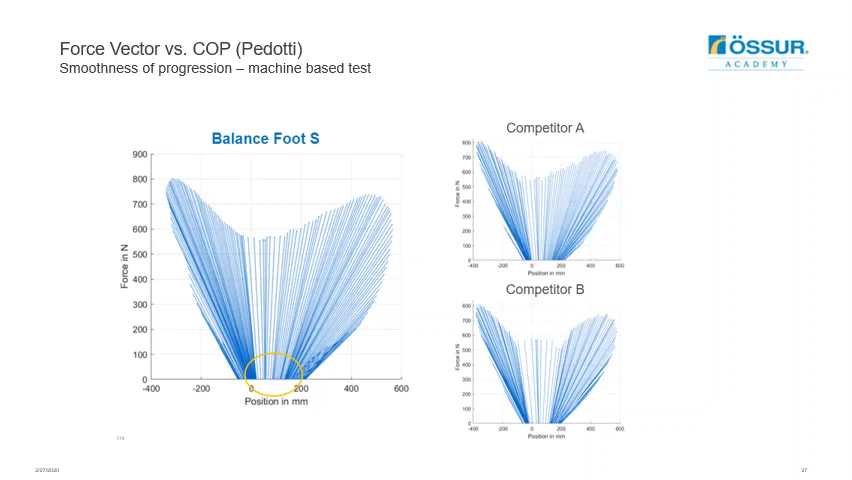 Force Vector vs. COP (Pedotti)
Smoothness of progression – machine based test
ÖSSUR.
ACADEMY
Balance Foot S
900
800
700
600
500
400
300
200
100
0
Force in N
-400 -200 0 200 400 600
Position in mm
Competitor A
800
700
600
500
400
300
200
100
0
Force in N
-400 -200 0 200 400 600
Position in mm
Competitor B
800
700
600
500
400
300
200
100
0
Force in N
-400 -200 0 200 400 600
Position in mm
2/27/2020
27